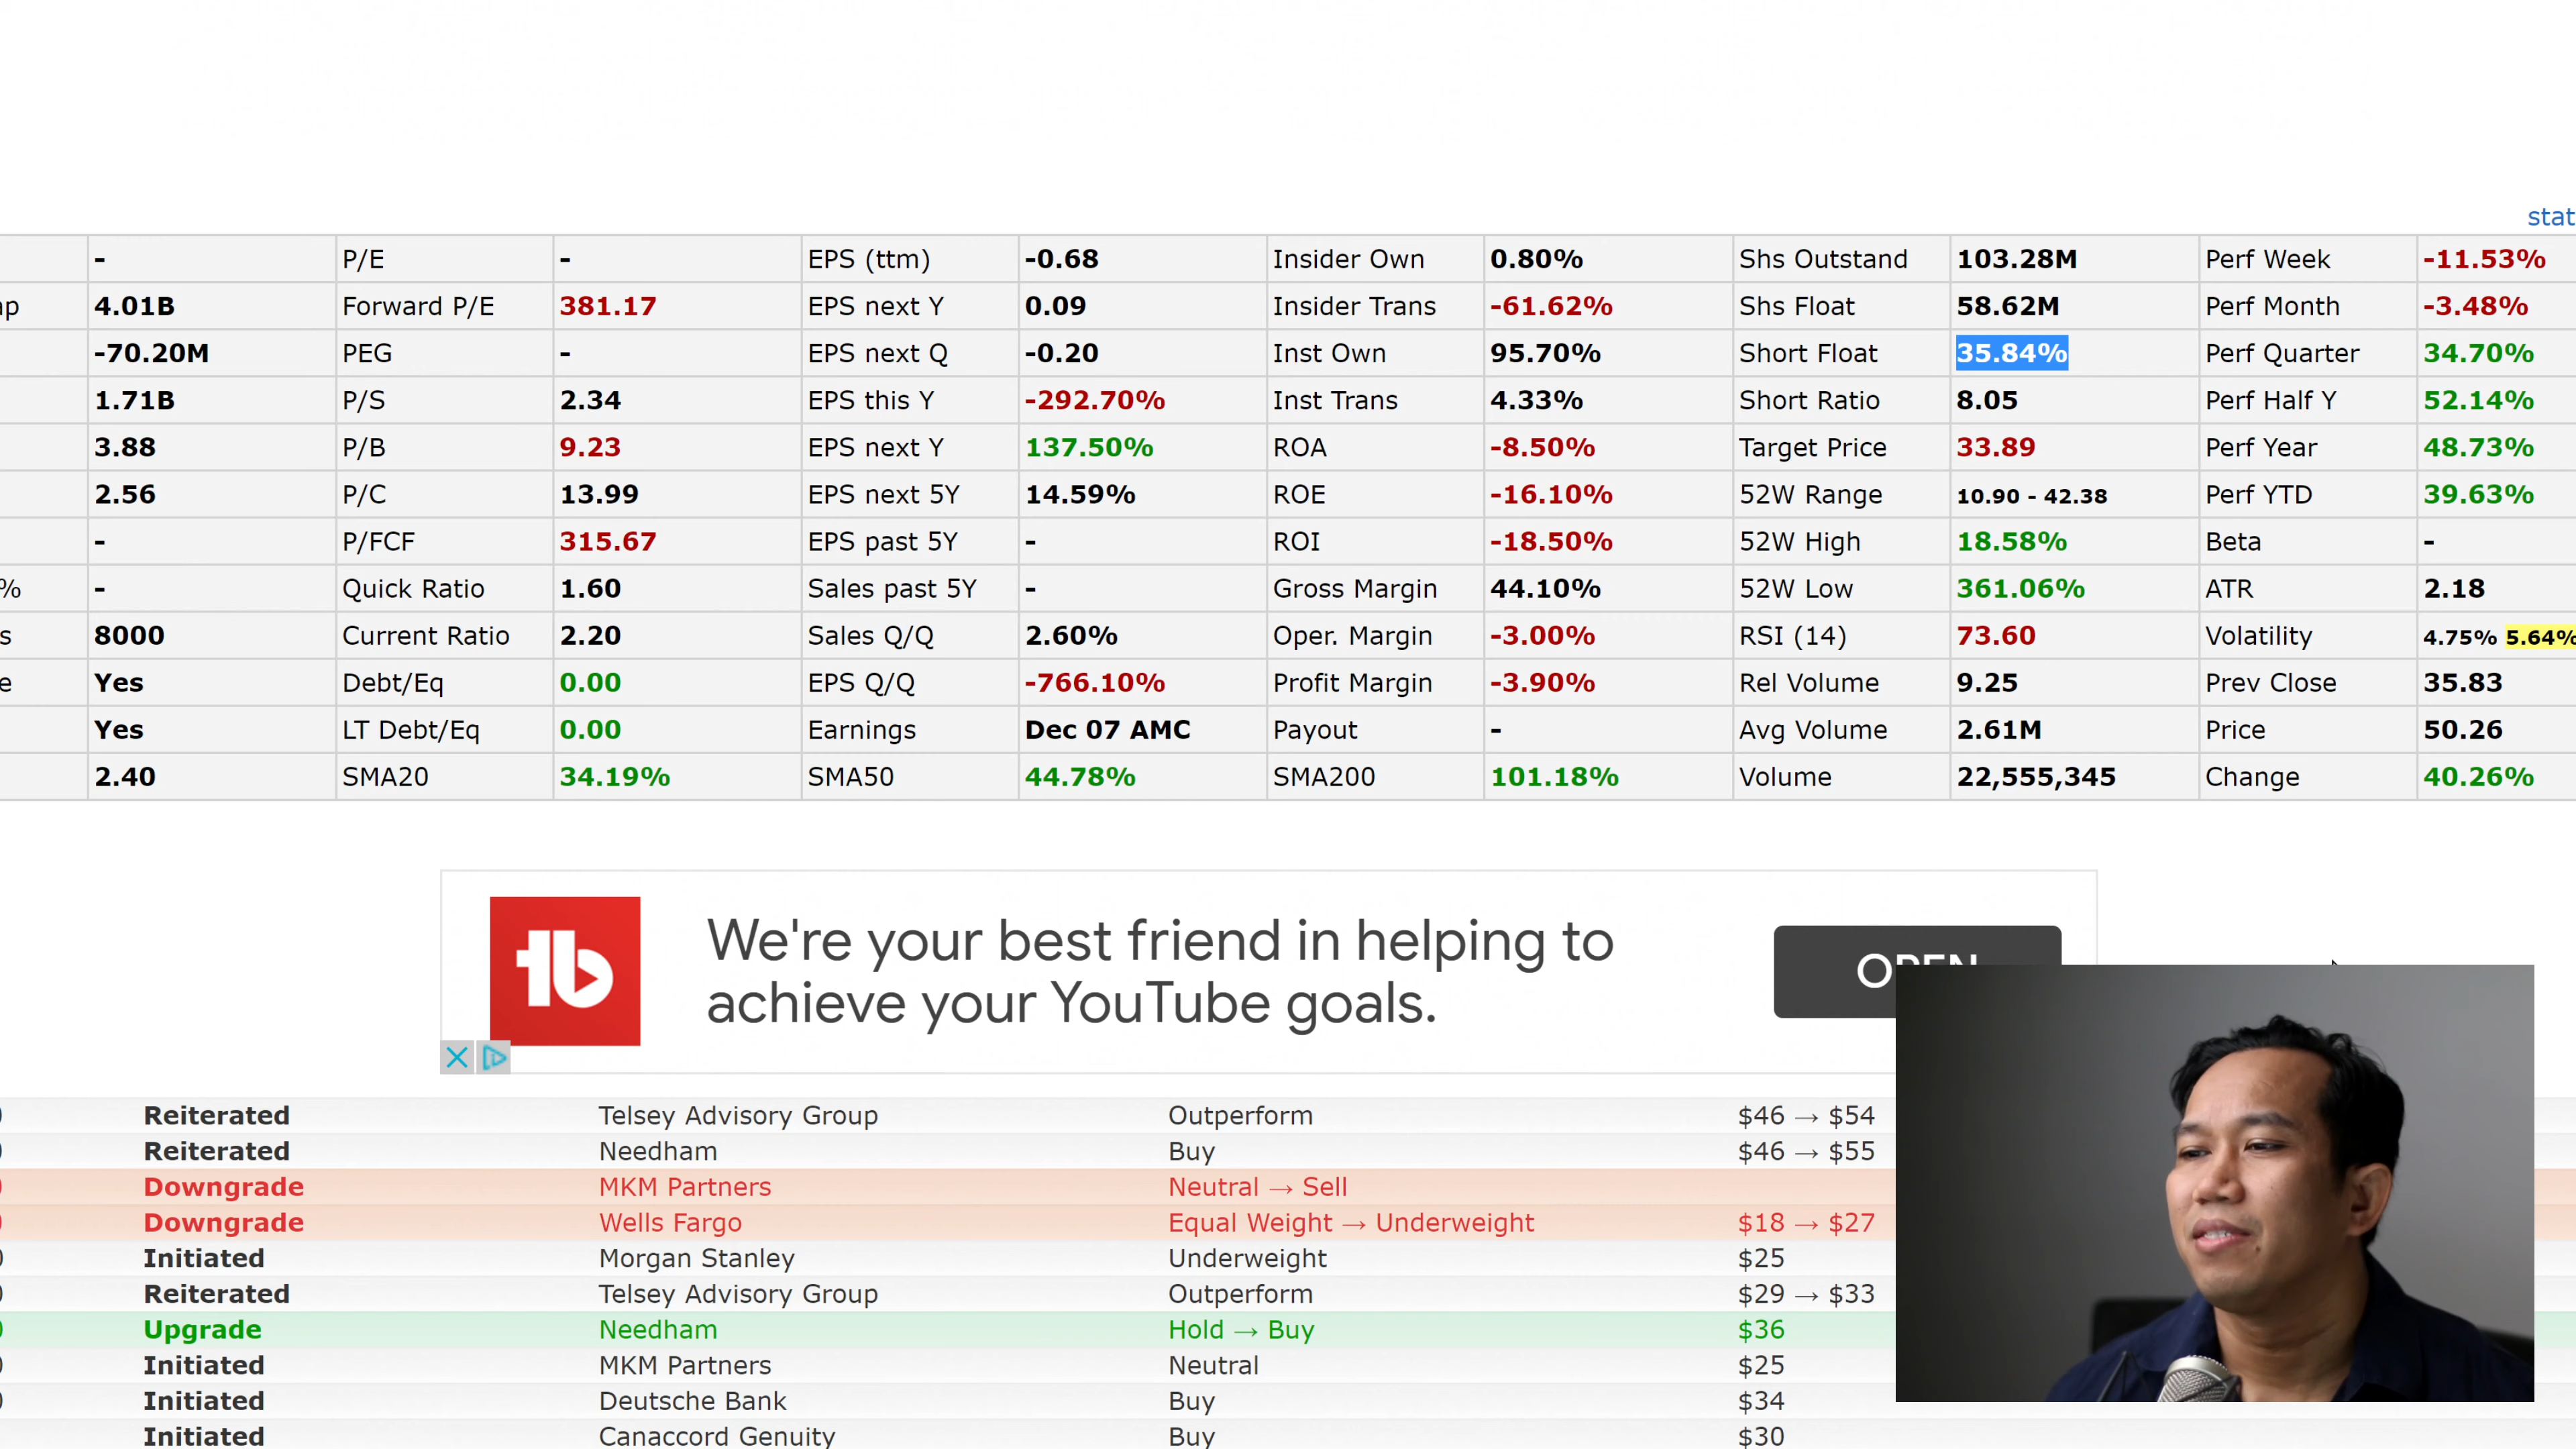 stat
- P/E - EPS (ttm) -0.68 Insider Own 0.80% Shs Outstand 103.28M Perf Week -11.53%
4.01B Forward P/E 381.17 EPS next Y 0.09 Insider Trans -61.62% Shs Float 58.62M Perf Month -3.48%
-70.20M PEG - EPS next Q -0.20 Inst Own 95.70% Short Float 35.84% Perf Quarter 34.70%
1.71B P/S 2.34 EPS this Y -292.70% Inst Trans 4.33% Short Ratio 8.05 Perf Half Y 52.14%
3.88 P/B 9.23 EPS next Y 137.50% ROA -8.50% Target Price 33.89 Perf Year 48.73%
2.56 P/C 13.99 EPS next 5Y 14.59% ROE -16.10% 52W Range 10.90 - 42.38 Perf YTD 39.63%
- P/FCF 315.67 EPS past 5Y - ROI -18.50% 52W High 18.58% Beta -
% - Quick Ratio 1.60 Sales past 5Y - Gross Margin 44.10% 52W Low 361.06% ATR 2.18
s 8000 Current Ratio 2.20 Sales Q/Q 2.60% Oper. Margin -3.00% RSI (14) 73.60 Volatility 4.75% 5.64%
e Yes Debt/Eq 0.00 EPS Q/Q -766.10% Profit Margin -3.90% Rel Volume 9.25 Prev Close 35.83
Yes LT Debt/Eq 0.00 Earnings Dec 07 AMC Payout - Avg Volume 2.61M Price 50.26
2.40 SMA20 34.19% SMA50 44.78% SMA200 101.18% Volume 22,555,345 Change 40.26%
tb
We're your best friend in helping to
achieve your YouTube goals.
OPEN
Reiterated Telsey Advisory Group Outperform $46 → $54
Reiterated Needham Buy $46 → $55
Downgrade MKM Partners Neutral → Sell
Downgrade Wells Fargo Equal Weight → Underweight $18 → $27
Initiated Morgan Stanley Underweight $25
Reiterated Telsey Advisory Group Outperform $29 → $33
Upgrade Needham Hold → Buy $36
Initiated MKM Partners Neutral $25
Initiated Deutsche Bank Buy $34
Initiated Canaccord Genuity Buy $30